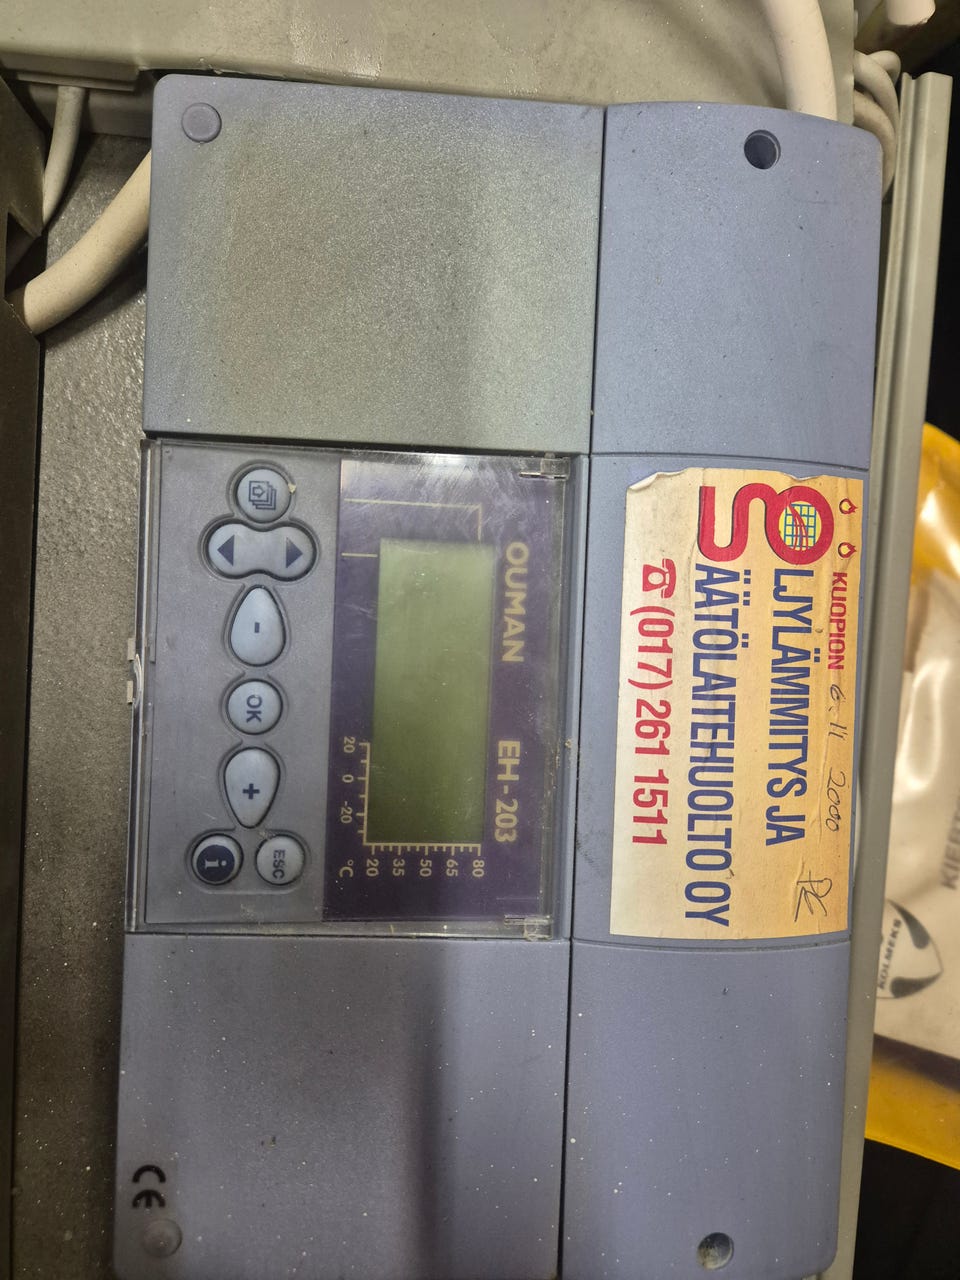 KUOPION
ÖLJYLÄMMITYS JA
SÄÄTÖLAITEHUOLTO OY
☎ (017) 261 1511
6.11 2000
OUMAN EH-203
80
65
50
35
20
20 0 -20 °C
- OK + ESC
i
CE
KOLMEKS